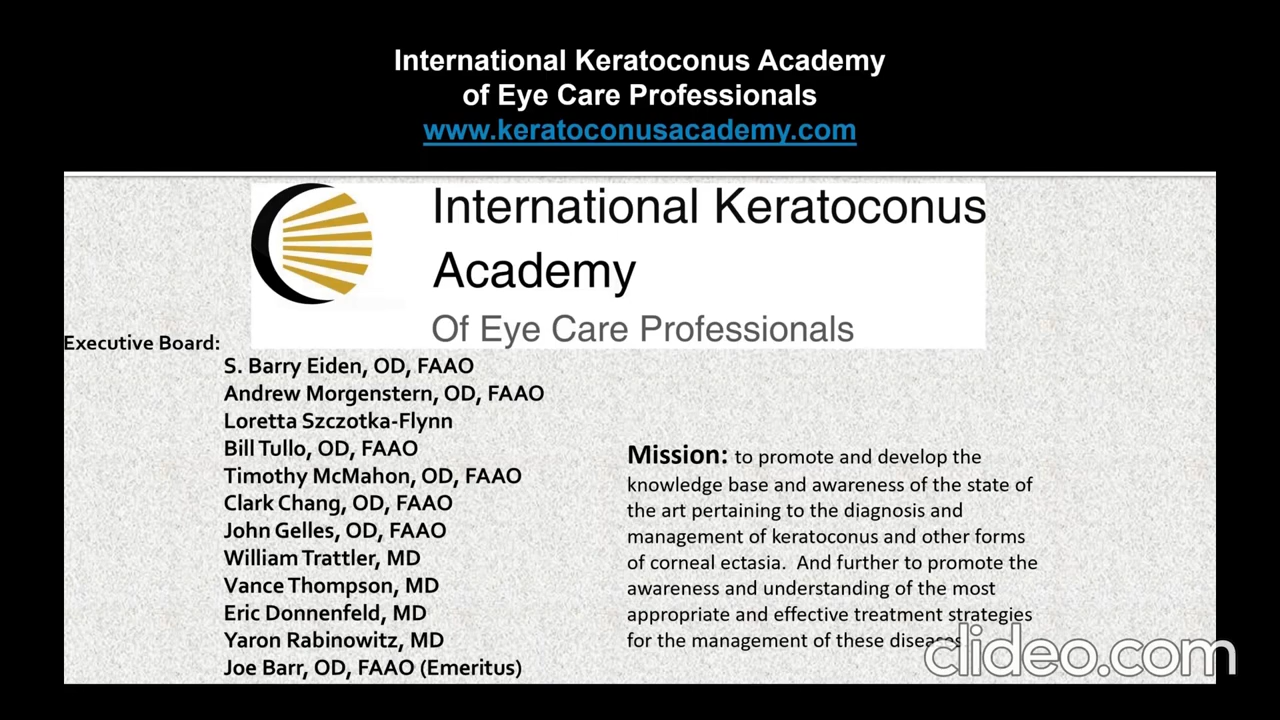 International Keratoconus Academy
of Eye Care Professionals
www.keratoconusacademy.com
International Keratoconus
Academy
Of Eye Care Professionals
Executive Board:
S. Barry Eiden, OD, FAAO
Andrew Morgenstern, OD, FAAO
Loretta Szczotka-Flynn
Bill Tullo, OD, FAAO
Timothy McMahon, OD, FAAO
Clark Chang, OD, FAAO
John Gelles, OD, FAAO
William Trattler, MD
Vance Thompson, MD
Eric Donnenfeld, MD
Yaron Rabinowitz, MD
Joe Barr, OD, FAAO (Emeritus)
Mission: to promote and develop the
knowledge base and awareness of the state of
the art pertaining to the diagnosis and
management of keratoconus and other forms
of corneal ectasia. And further to promote the
awareness and understanding of the most
appropriate and effective treatment strategies
for the management of these diseases
clideo.com